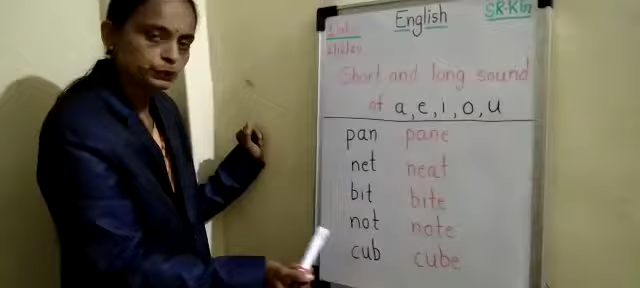 English
SR.KG
Short and long sound
of a, e, i, o, u
pan pane
net neat
bit bite
not note
cub cube